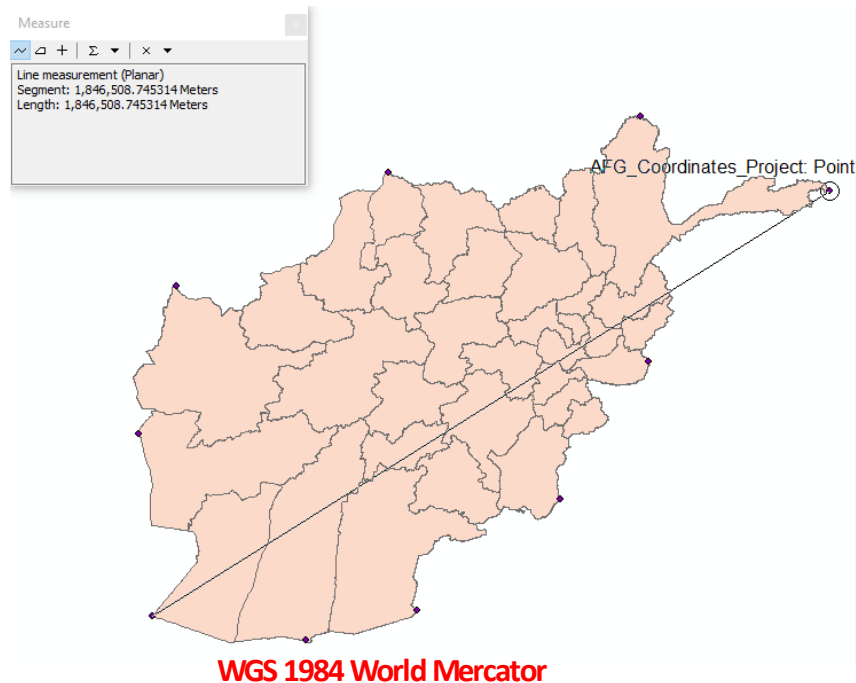 Measure
Line measurement (Planar)
Segment: 1,846,508.745314 Meters
Length: 1,846,508.745314 Meters
AFG_Coordinates_Project: Point
WGS 1984 World Mercator